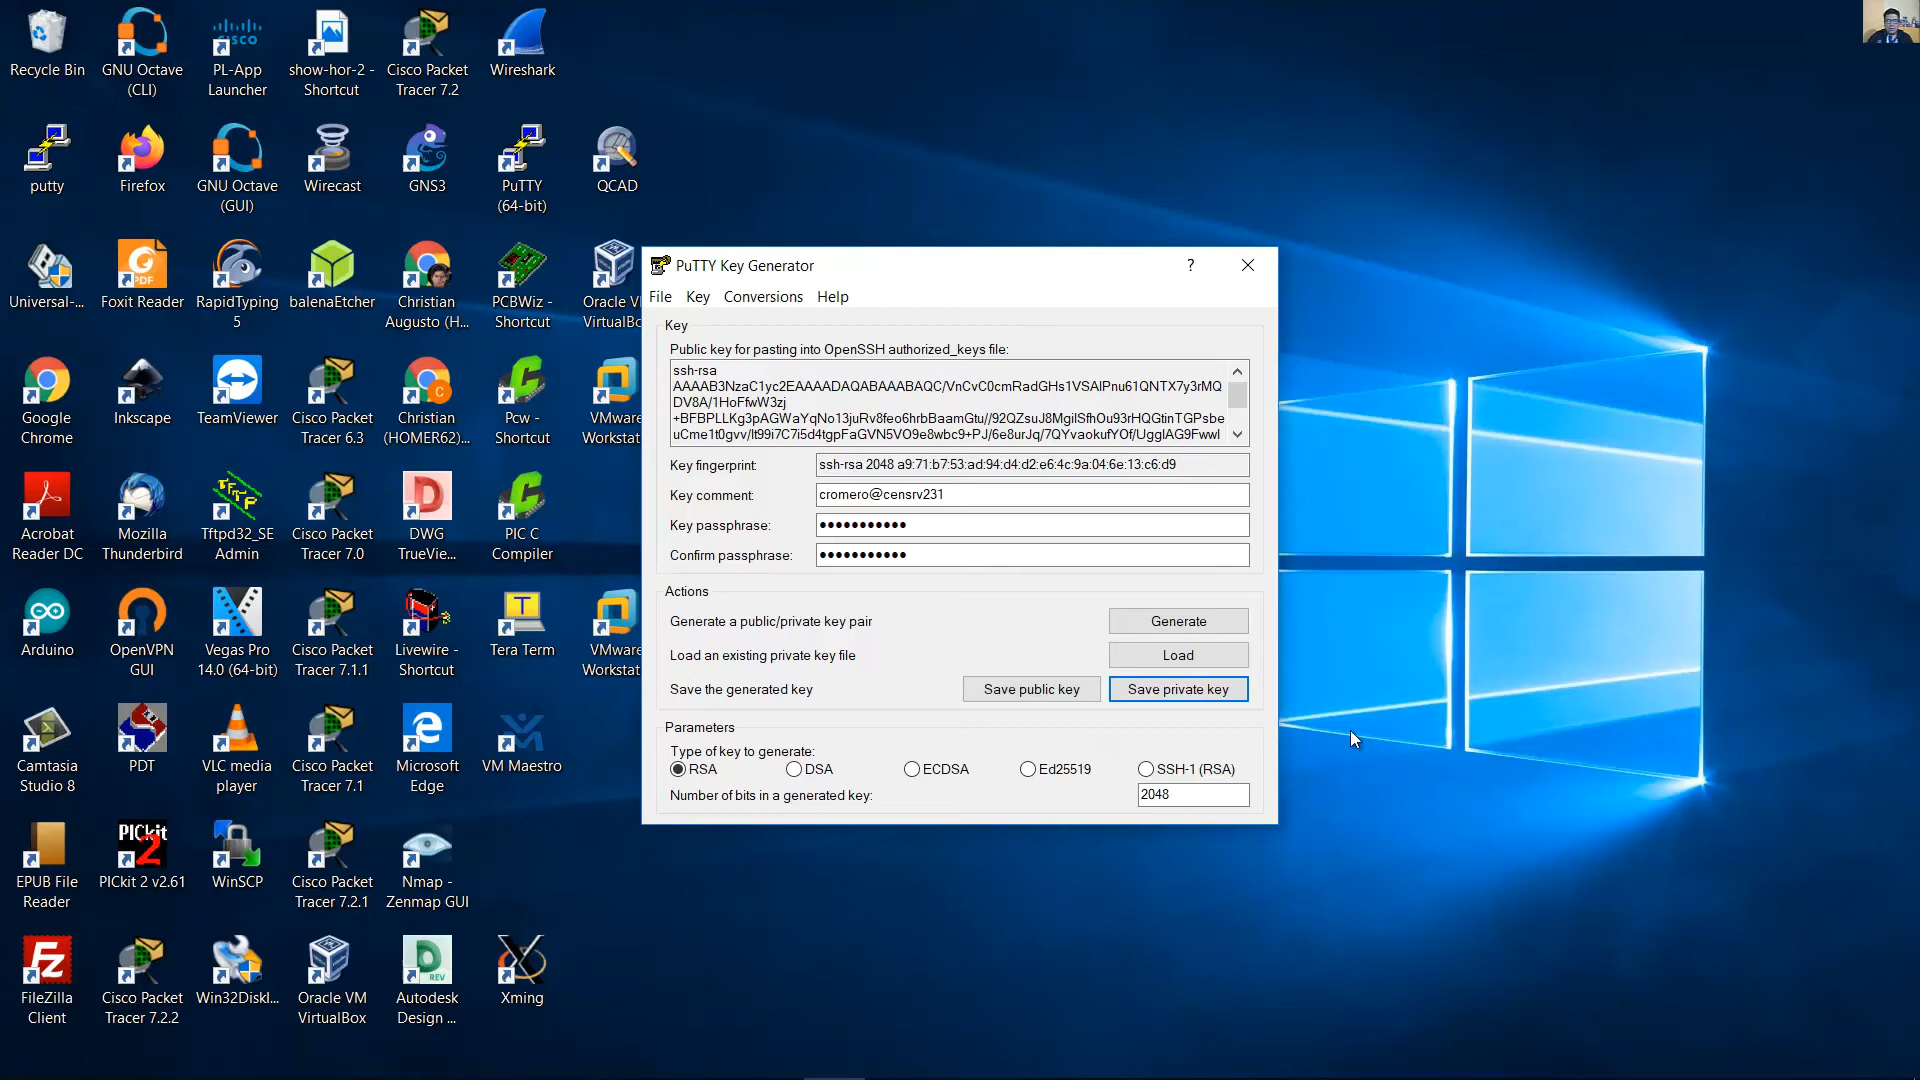 Recycle Bin
GNU Octave
(CLI)
CISCO
PL-App
Launcher
show-hor-2 -
Shortcut
Cisco Packet
Tracer 7.2
Wireshark
putty
Firefox
GNU Octave
(GUI)
Wirecast
GNS3
PuTTY
(64-bit)
QCAD
Universal-...
PDF
Foxit Reader
RapidTyping
5
balenaEtcher
Christian
Augusto (H...
PCBWiz -
Shortcut
Oracle V
VirtualBo
Google
Chrome
Inkscape
TeamViewer
Cisco Packet
Tracer 6.3
Christian
(HOMER62)...
Pcw -
Shortcut
VMware
Workstat
Acrobat
Reader DC
Mozilla
Thunderbird
TFTP
Tftpd32_SE
Admin
Cisco Packet
Tracer 7.0
DWG
TrueVie...
PIC C
Compiler
Arduino
OpenVPN
GUI
Vegas Pro
14.0 (64-bit)
Cisco Packet
Tracer 7.1.1
Livewire -
Shortcut
Tera Term
VMware
Workstat
Camtasia
Studio 8
PDT
VLC media
player
Cisco Packet
Tracer 7.1
Microsoft
Edge
VM Maestro
EPUB File
Reader
PICkit
2
PICkit 2 v2.61
WinSCP
Cisco Packet
Tracer 7.2.1
Nmap -
Zenmap GUI
FileZilla
Client
Cisco Packet
Tracer 7.2.2
Win32DiskI...
Oracle VM
VirtualBox
REV
Autodesk
Design ...
Xming
PuTTY Key Generator
File Key Conversions Help
Key
Public key for pasting into OpenSSH authorized_keys file:
ssh-rsa
AAAAB3NzaC1yc2EAAAADAQABAAABAQC/VnCvC0cmRadGHs1VSAlPnu61QNTX7y3rMQ
DV8A/1HoFfwW3zj
+BFBPLLKg3pAGWaYqNo13juRv8feo6hrbBaamGtu//92QZsuJ8MgilSfhOu93rHQGtinTGPsbe
uCme1t0gvv/lt99i7C7i5d4tgpFaGVN5VO9e8wbc9+PJ/6e8urJq/7QYvaokufYOf/UgglAG9Fwwl
Key fingerprint: ssh-rsa 2048 a9:71:b7:53:ad:94:d4:d2:e6:4c:9a:04:6e:13:c6:d9
Key comment: cromero@censrv231
Key passphrase: ●●●●●●●●●●●
Confirm passphrase: ●●●●●●●●●●●
Actions
Generate a public/private key pair Generate
Load an existing private key file Load
Save the generated key Save public key Save private key
Parameters
Type of key to generate:
RSA DSA ECDSA Ed25519 SSH-1 (RSA)
Number of bits in a generated key: 2048